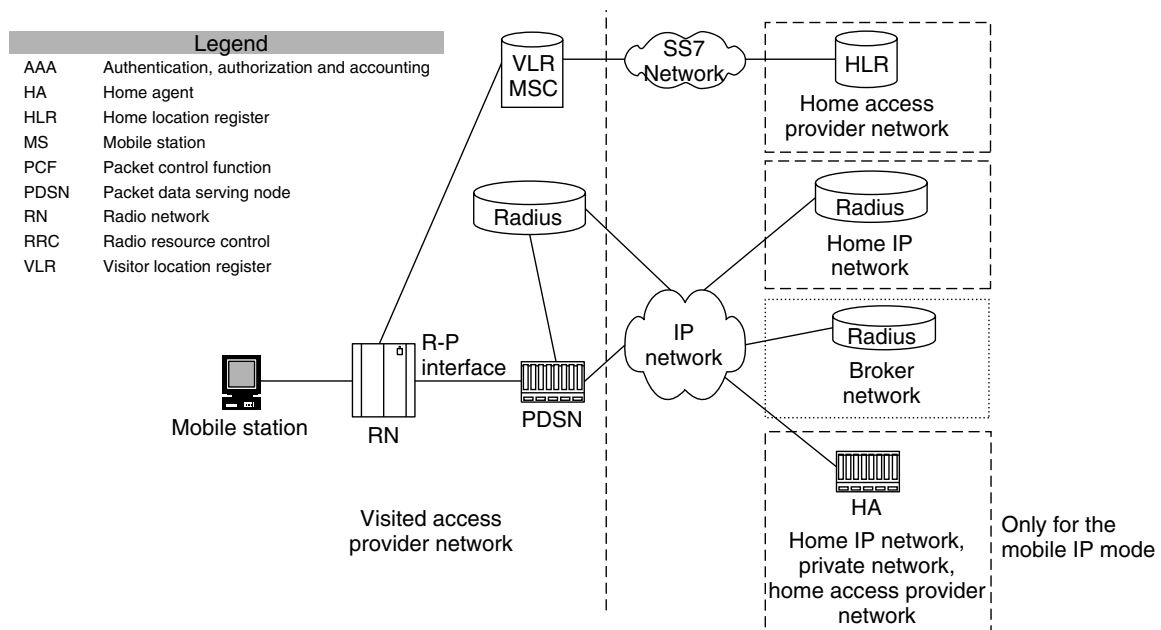 Legend
AAA Authentication, authorization and accounting
HA Home agent
HLR Home location register
MS Mobile station
PCF Packet control function
PDSN Packet data serving node
RN Radio network
RRC Radio resource control
VLR Visitor location register
VLR
MSC
SS7
Network
HLR
Home access
provider network
Radius
Radius
Home IP
network
IP
network
Radius
Broker
network
R-P
interface
Mobile station
RN
PDSN
HA
Home IP network,
private network,
home access provider
network
Only for the
mobile IP mode
Visited access
provider network